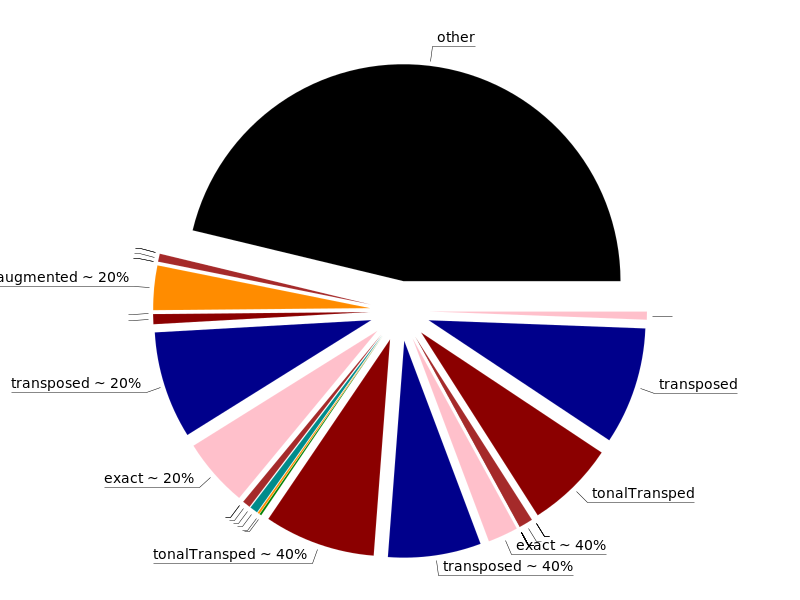 other
augmented ~ 20%
transposed ~ 20%
transposed
exact ~ 20%
tonalTransped
exact ~ 40%
tonalTransped ~ 40%
transposed ~ 40%